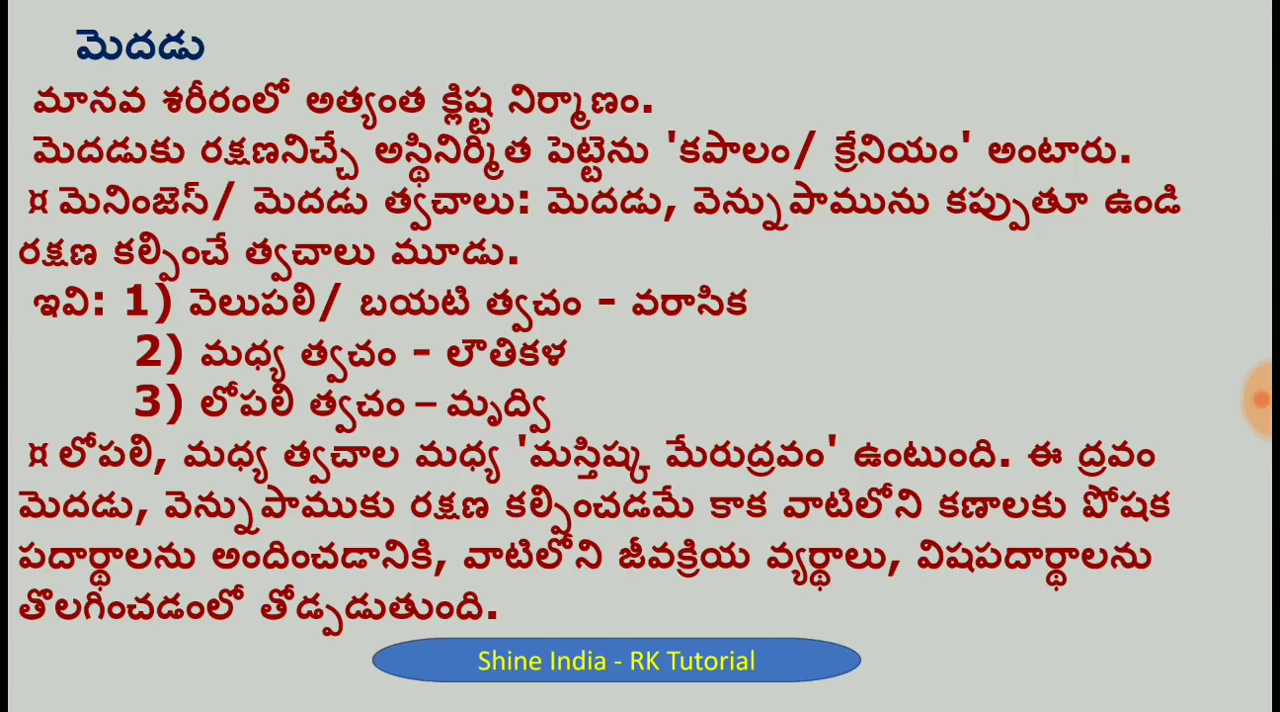 మెదడు
మానవ శరీరంలో అత్యంత క్లిష్ట నిర్మాణం.
మెదడుకు రక్షణనిచ్చే అస్థినిర్మిత పెట్టెను 'కపాలం/ క్రేనియం' అంటారు.
¤ మెనింజెస్/ మెదడు త్వచాలు: మెదడు, వెన్నుపామును కప్పుతూ ఉండి
రక్షణ కల్పించే త్వచాలు మూడు.
ఇవి: 1) వెలుపలి/ బయటి త్వచం - వరాసిక
2) మధ్య త్వచం - లౌతికళ
3) లోపలి త్వచం – మృద్వి
¤ లోపలి, మధ్య త్వచాల మధ్య 'మస్తిష్క మేరుద్రవం' ఉంటుంది. ఈ ద్రవం
మెదడు, వెన్నుపాముకు రక్షణ కల్పించడమే కాక వాటిలోని కణాలకు పోషక
పదార్థాలను అందించడానికి, వాటిలోని జీవక్రియ వ్యర్థాలు, విషపదార్థాలను
తొలగించడంలో తోడ్పడుతుంది.
Shine India - RK Tutorial